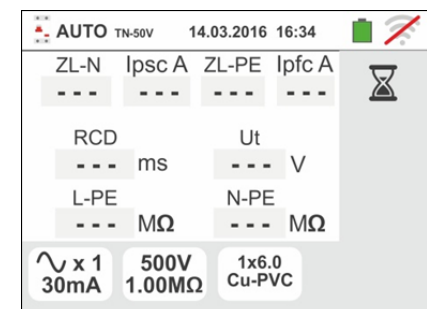 AUTO TN-50V 14.03.2016 16:34
ZL-N Ipsc A ZL-PE Ipfc A
- - - - - - - - - - - -
RCD Ut
- - - ms - - - V
L-PE N-PE
- - - MΩ - - - MΩ
x 1 500V 1x6.0
30mA 1.00MΩ Cu-PVC